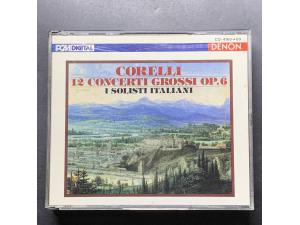 PCM DIGITAL
DENON
CORELLI
12 CONCERTI GROSSI OP.6
I SOLISTI ITALIANI